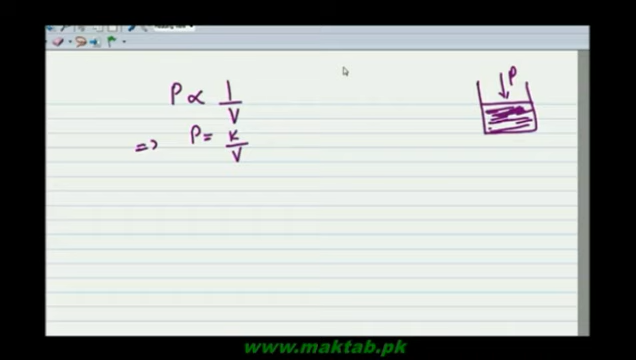 P ∝ 1/V
P
=> P = K/V
www.maktab.pk